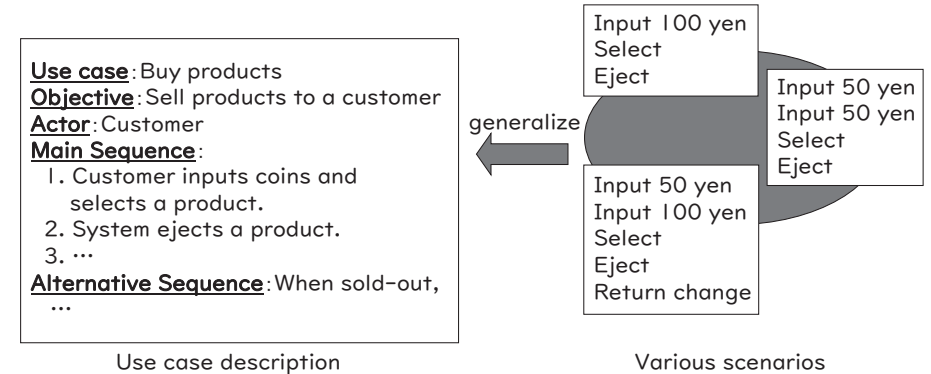 Use case:Buy products
Objective:Sell products to a customer
Actor:Customer
Main Sequence:
1. Customer inputs coins and
selects a product.
2. System ejects a product.
3. …
Alternative Sequence:When sold-out,
…
Use case description
generalize
Input 100 yen
Select
Eject
Input 50 yen
Input 50 yen
Select
Eject
Input 50 yen
Input 100 yen
Select
Eject
Return change
Various scenarios